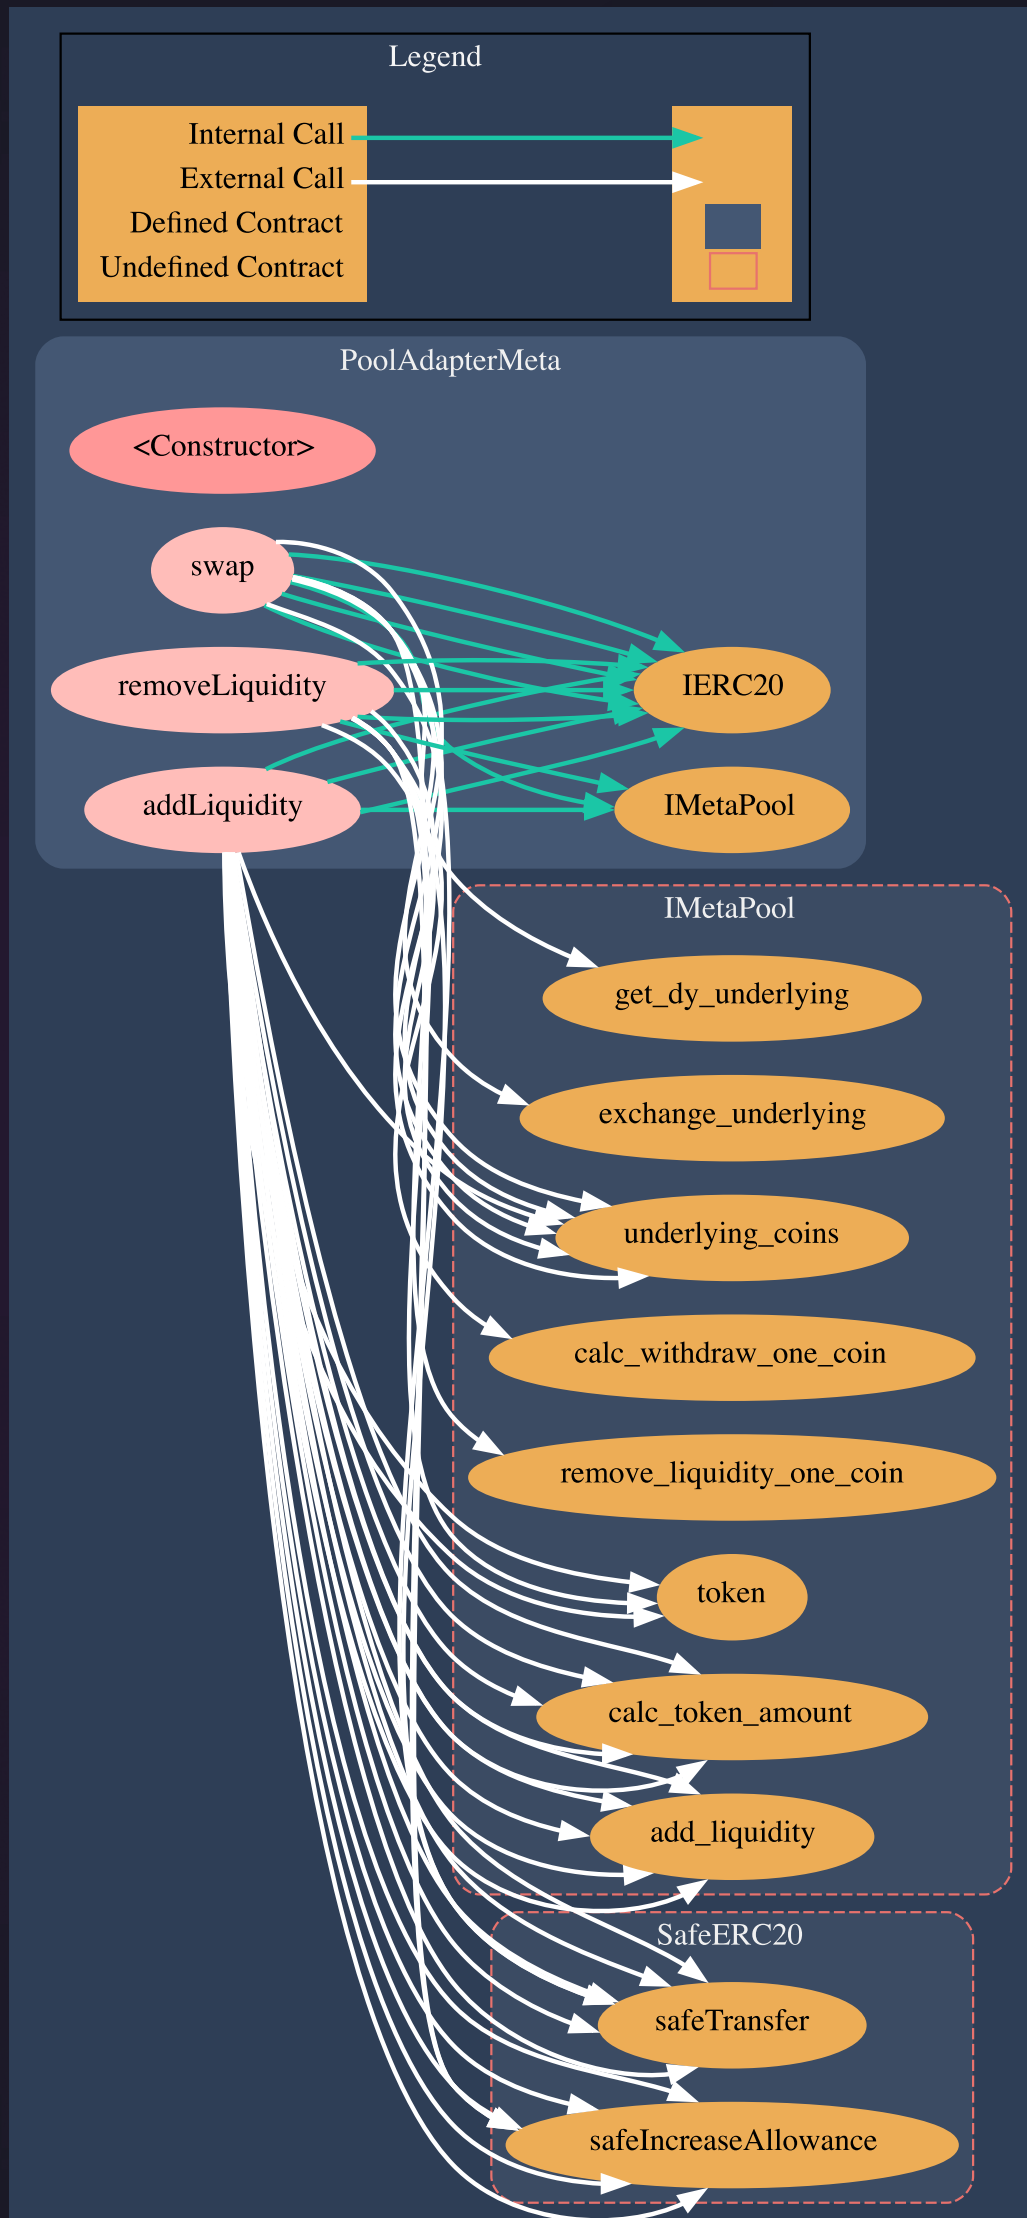 Legend
Internal Call
External Call
Defined Contract
Undefined Contract
PoolAdapterMeta
<Constructor>
swap
removeLiquidity
IERC20
addLiquidity
IMetaPool
IMetaPool
get_dy_underlying
exchange_underlying
underlying_coins
calc_withdraw_one_coin
remove_liquidity_one_coin
token
calc_token_amount
add_liquidity
SafeERC20
safeTransfer
safeIncreaseAllowance